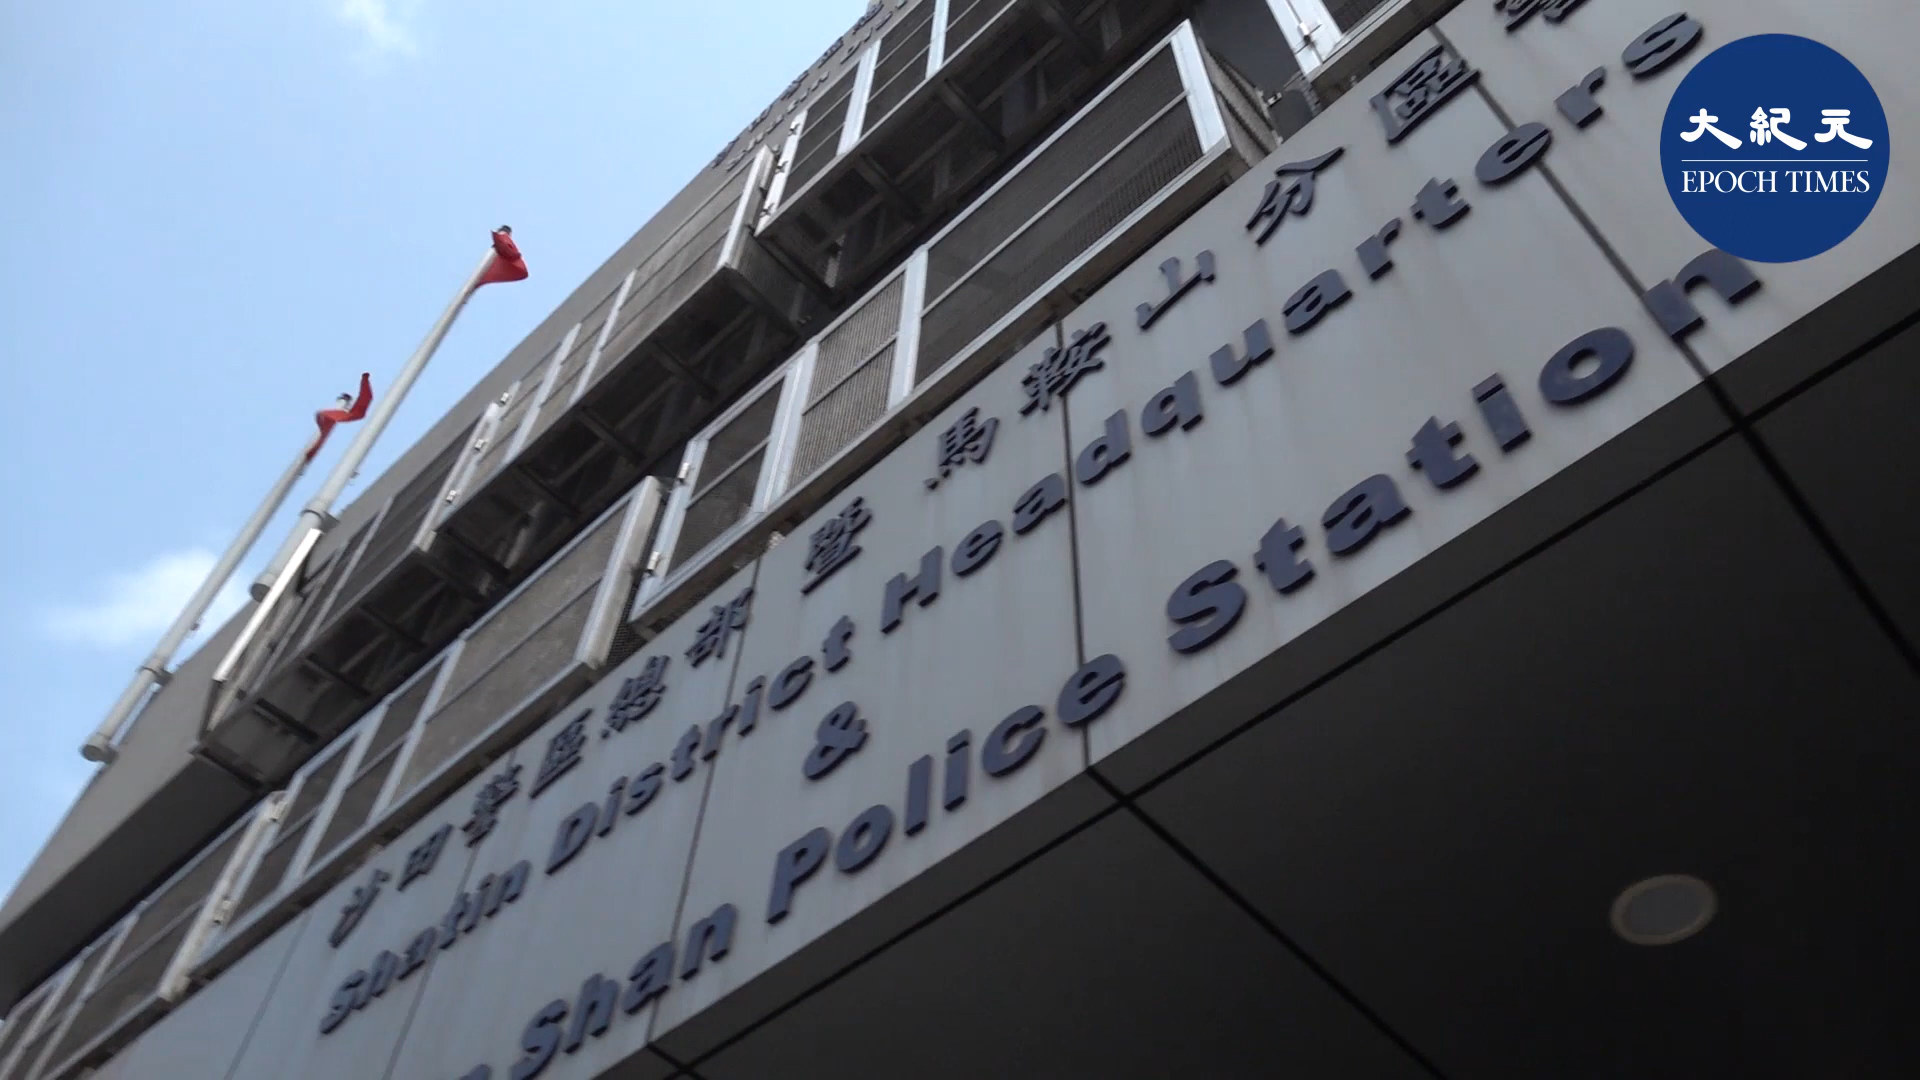 沙田警區總部 暨 馬鞍山分區
Shatin District Headquarters
&
Shan Police Station
大紀元
EPOCH TIMES